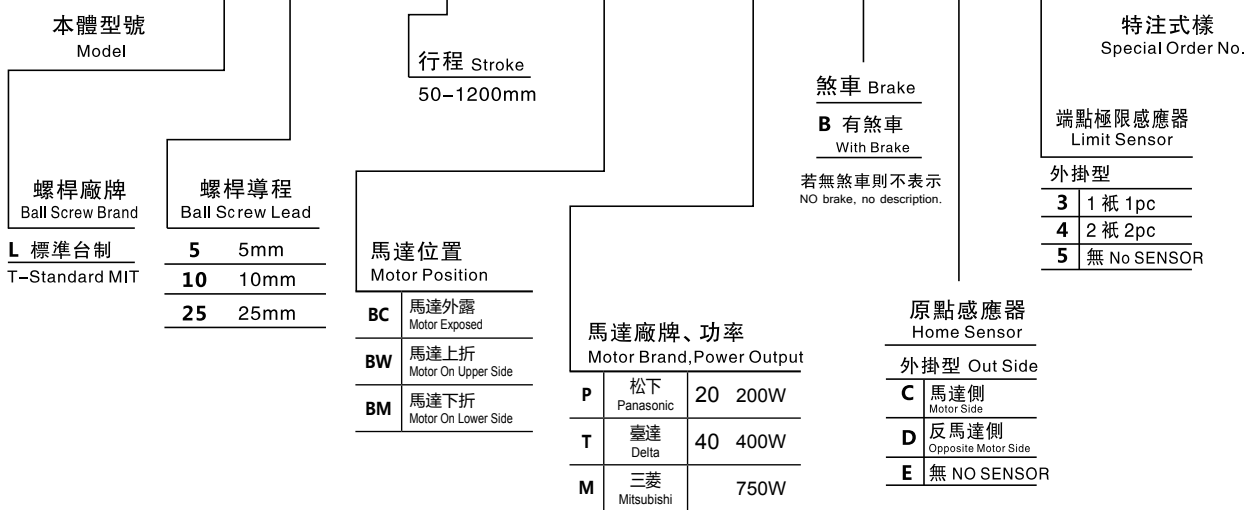 本體型號
Model
行程 Stroke
50-1200mm
特注式樣
Special Order No.
煞車 Brake
B 有煞車
With Brake
若無煞車則不表示
NO brake, no description.
端點極限感應器
Limit Sensor
外掛型
3 1 衹 1pc
4 2 衹 2pc
5 無 No SENSOR
螺桿廠牌
Ball Screw Brand
L 標準台制
T-Standard MIT
螺桿導程
Ball Screw Lead
5 5mm
10 10mm
25 25mm
馬達位置
Motor Position
BC 馬達外露
Motor Exposed
BW 馬達上折
Motor On Upper Side
BM 馬達下折
Motor On Lower Side
馬達廠牌、功率
Motor Brand,Power Output
P 松下 20 200W
Panasonic
T 臺達 40 400W
Delta
M 三菱 750W
Mitsubishi
原點感應器
Home Sensor
外掛型 Out Side
C 馬達側
Motor Side
D 反馬達側
Opposite Motor Side
E 無 NO SENSOR